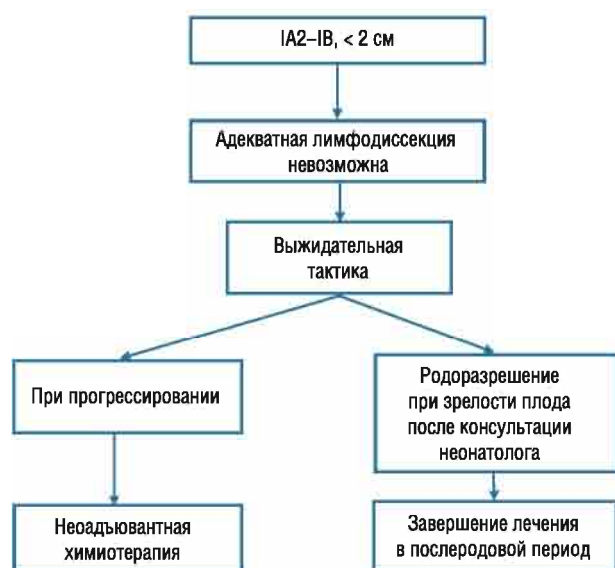 IA2–IB, < 2 см
Адекватная лимфодиссекция
невозможна
Выжидательная
тактика
При прогрессировании
Родоразрешение
при зрелости плода
после консультации
неонатолога
Неоадъювантная
химиотерапия
Завершение лечения
в послеродовой период